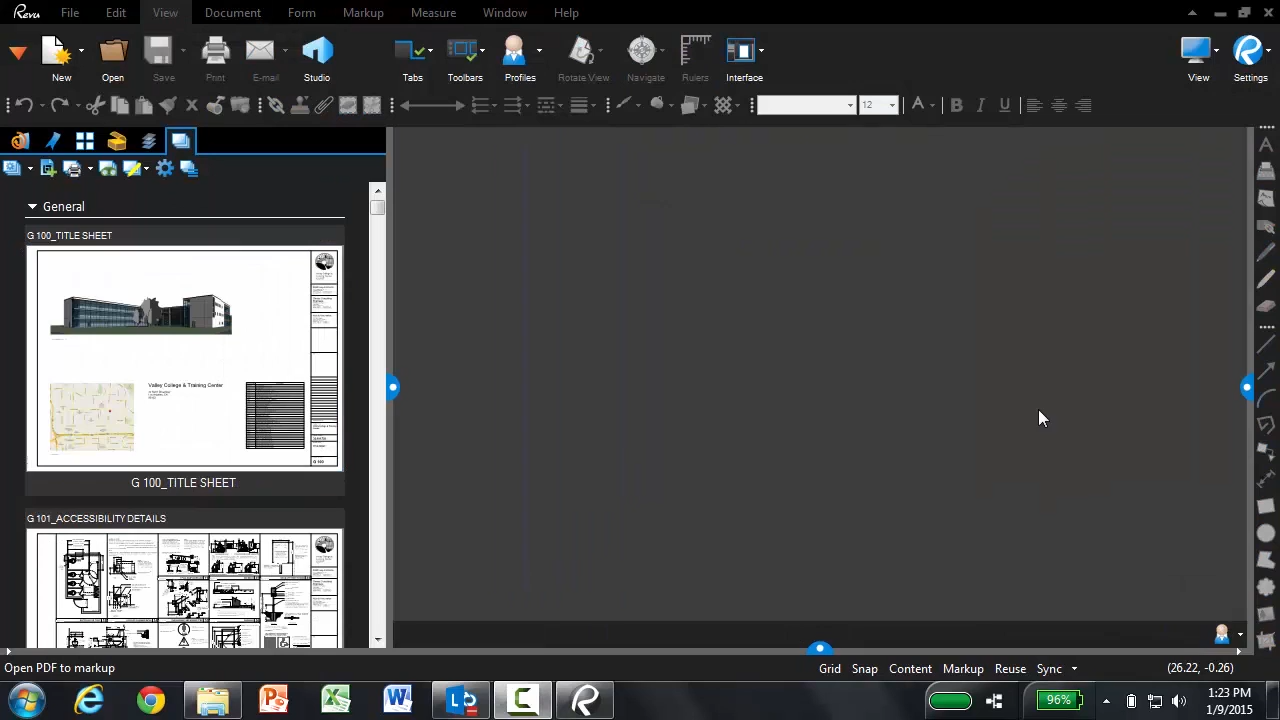 Revu File Edit View Document Form Markup Measure Window Help
New Open Save Print E-mail Studio Tabs Toolbars Profiles Rotate View Navigate Rulers Interface View Settings
12 A B I U
General
G 100_TITLE SHEET
Valley College & Training Center
G 100
G 100_TITLE SHEET
G 101_ACCESSIBILITY DETAILS
Open PDF to markup
Grid Snap Content Markup Reuse Sync (26.22, -0.26)
96%
1:23 PM
1/9/2015